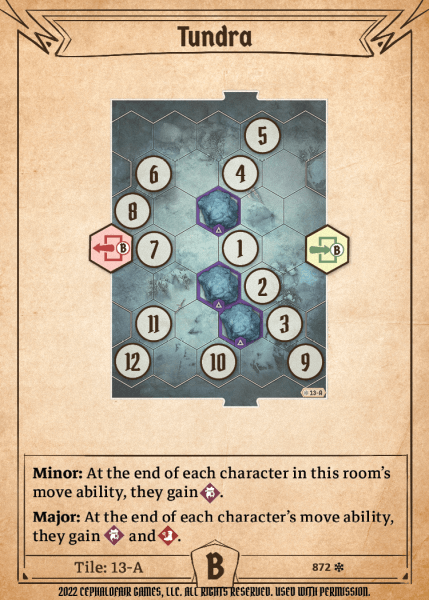 Tundra
5
6
4
8
B
7
1
B
2
11
3
12
10
9
13-A
Minor: At the end of each character in this room's
move ability, they gain .
Major: At the end of each character's move ability,
they gain and .
Tile: 13-A
B
872
2022 CEPHALOFAIR GAMES, LLC. ALL RIGHTS RESERVED. USED WITH PERMISSION.